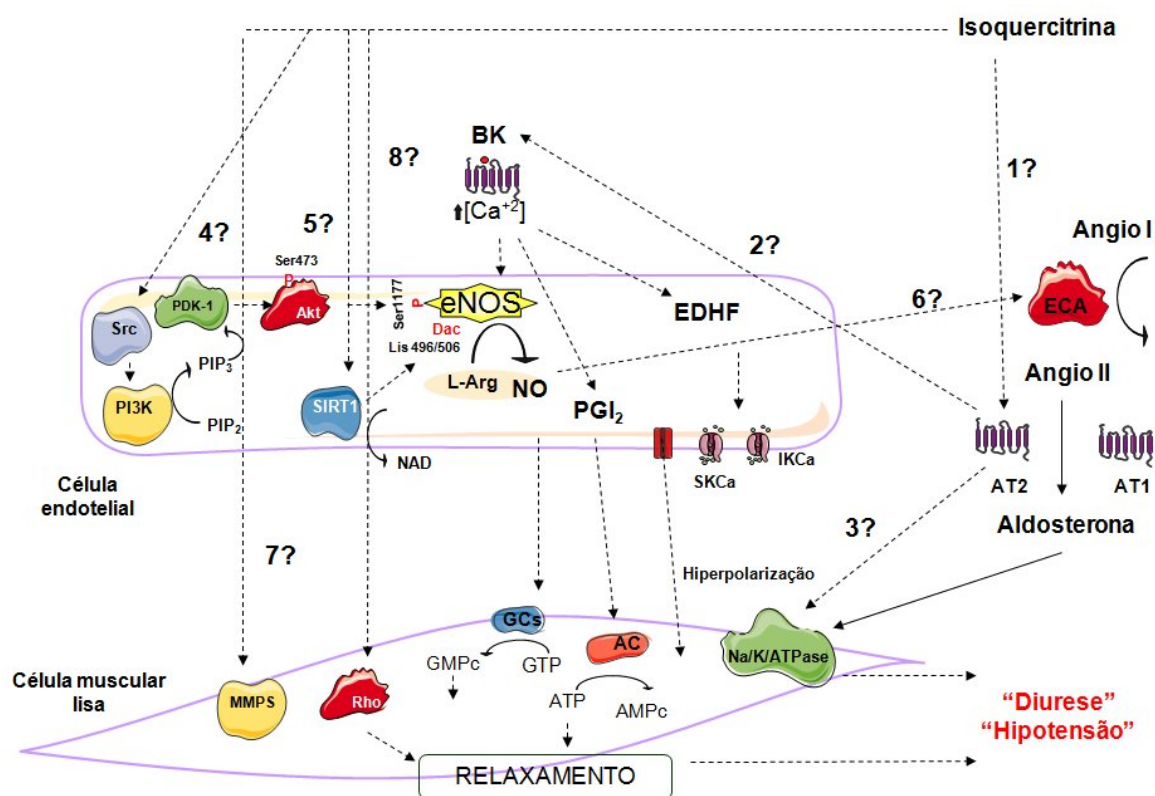 Isoquercitrina
BK
8?
1?
[Ca+2]
4?
5?
2?
Angio I
Ser473
P
6?
PDK-1
Akt
Ser1177
P
eNOS
ECA
Src
Dac
EDHF
Lis 496/506
PIP3
L-Arg
NO
Angio II
PI3K
SIRT1
PGI2
PIP2
NAD
IKCa
SKCa
AT2
AT1
Célula
endotelial
Aldosterona
3?
7?
Hiperpolarização
GCs
AC
Na/K/ATPase
GMPc
GTP
Célula muscular
lisa
MMPS
Rho
ATP
AMPc
“Diurese”
“Hipotensão”
RELAXAMENTO